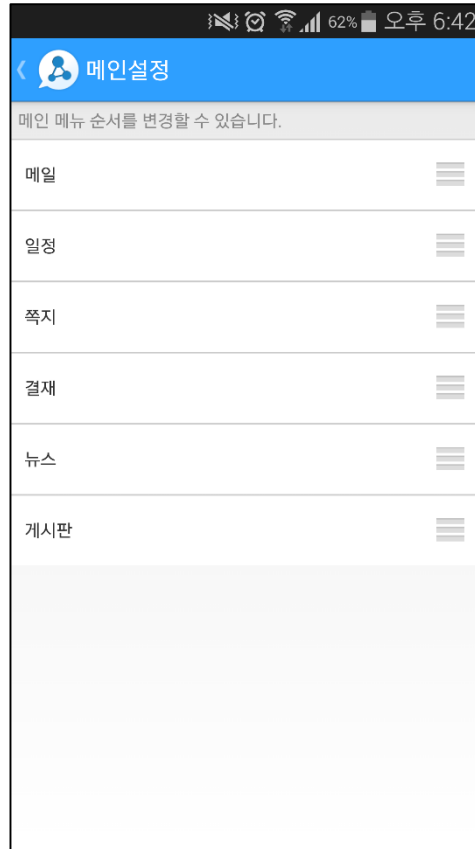 62% 오후 6:42
메인설정
메인 메뉴 순서를 변경할 수 있습니다.
메일
일정
쪽지
결재
뉴스
게시판